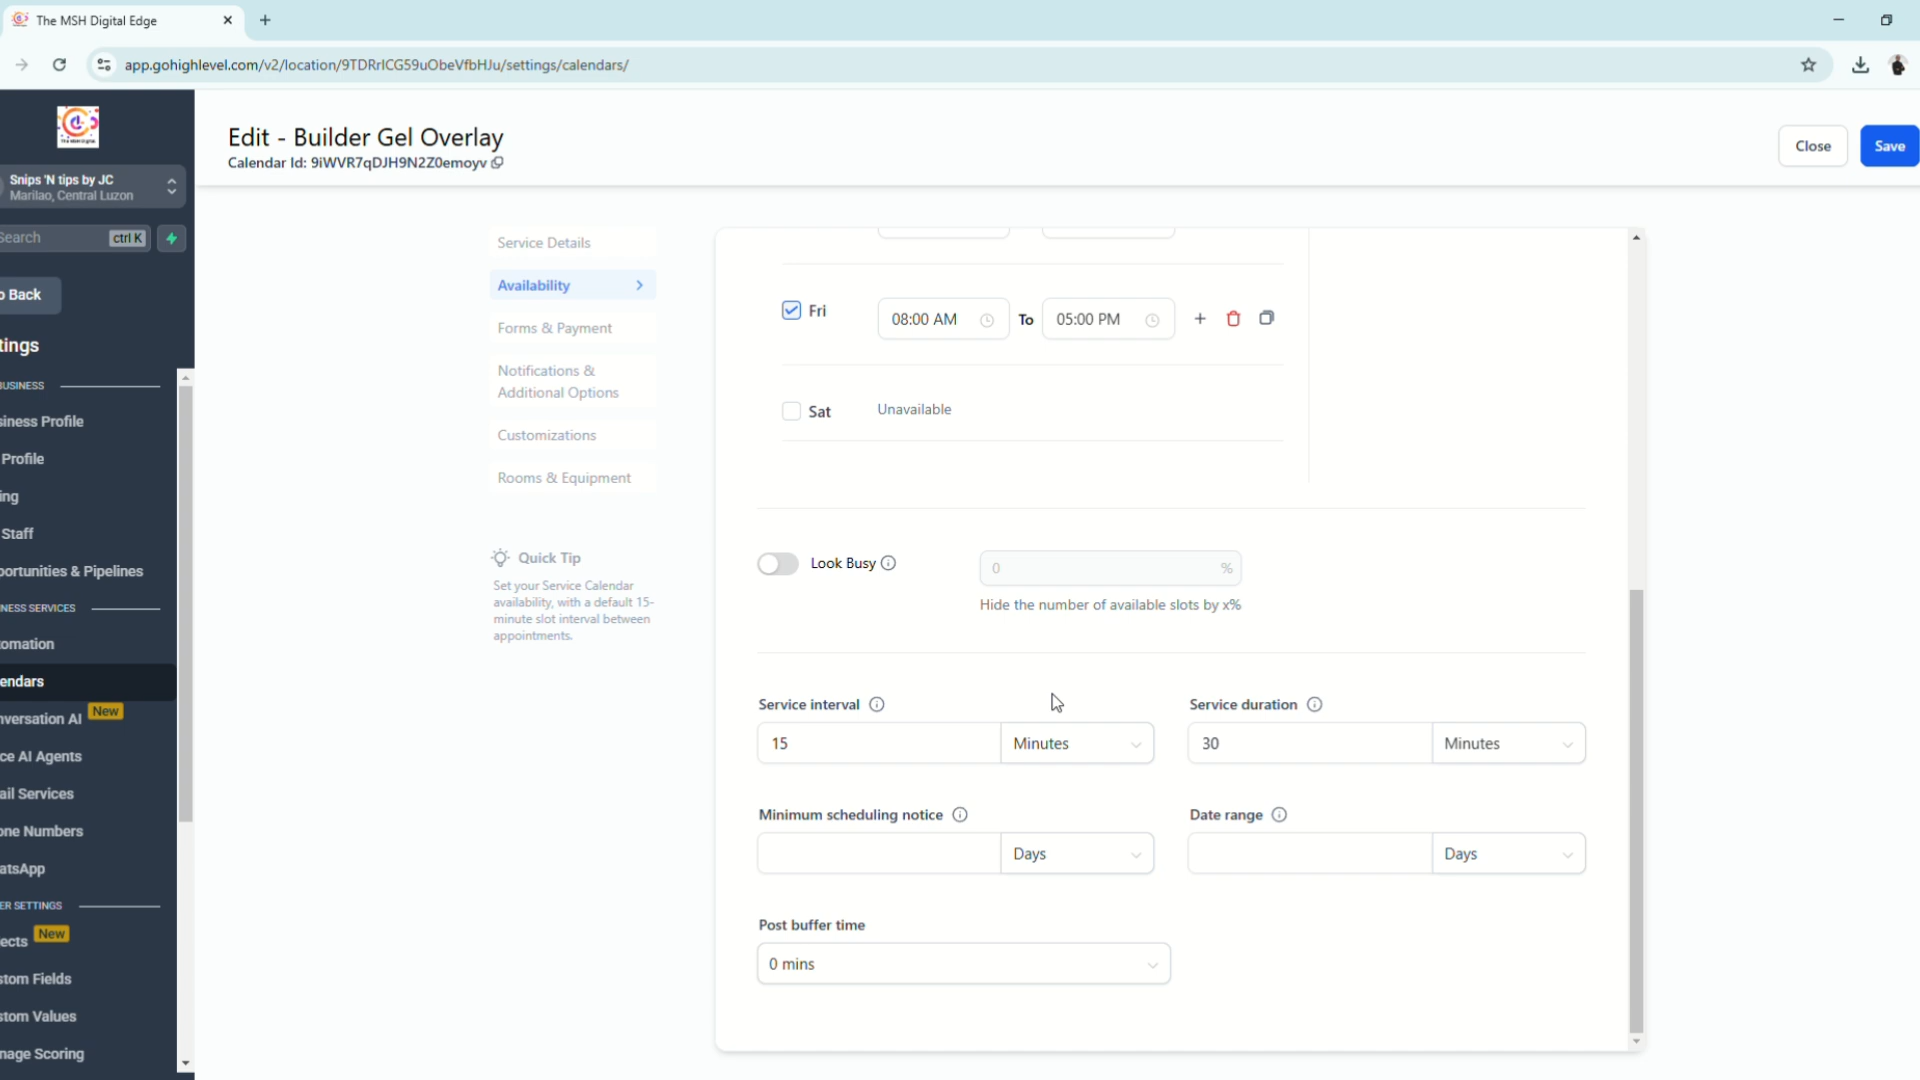 The MSH Digital Edge
app.gohighlevel.com/v2/location/9TDRrICG59uObeVfbHJu/settings/calendars/
Edit - Builder Gel Overlay
Calendar Id: 9iWVR7qDJH9N2Z0emoyv
Close
Save
Snips 'N tips by JC
Marilao, Central Luzon
Search
ctrl K
o Back
tings
BUSINESS
siness Profile
Profile
ing
Staff
portunities & Pipelines
NESS SERVICES
tomation
endars
nversation AI New
ce AI Agents
ail Services
one Numbers
atsApp
ER SETTINGS
ects New
stom Fields
stom Values
nage Scoring
Service Details
Availability
Forms & Payment
Notifications &
Additional Options
Customizations
Rooms & Equipment
Quick Tip
Set your Service Calendar
availability, with a default 15-
minute slot interval between
appointments.
Fri 08:00 AM To 05:00 PM
Sat Unavailable
Look Busy 0 %
Hide the number of available slots by x%
Service interval Service duration
15 Minutes 30 Minutes
Minimum scheduling notice Date range
Days Days
Post buffer time
0 mins